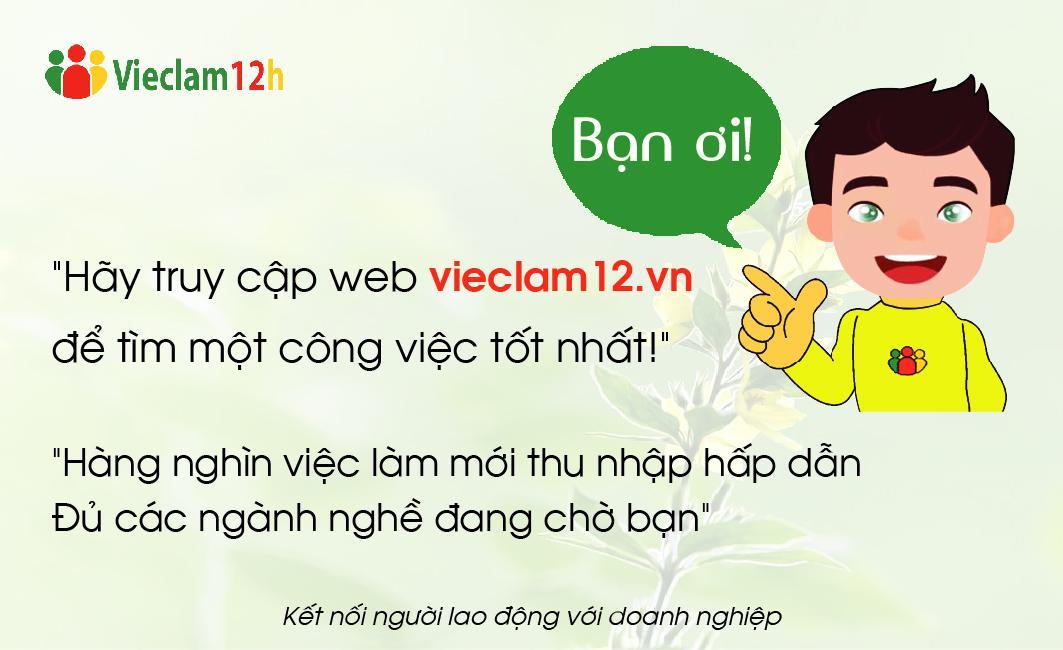 Vieclam12h
Bạn ơi!
"Hãy truy cập web vieclam12.vn
để tìm một công việc tốt nhất!"
"Hàng nghìn việc làm mới thu nhập hấp dẫn
Đủ các ngành nghề đang chờ bạn"
Kết nối người lao động với doanh nghiệp